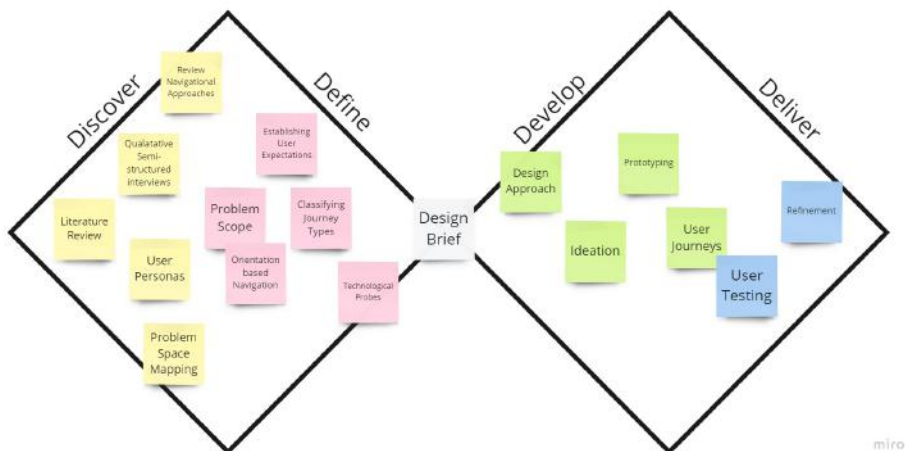 Discover
Define
Develop
Deliver
Review
Navigational
Approaches
Qualatative
Semi-
structured
interviews
Literature
Review
User
Personas
Problem
Space
Mapping
Establishing
User
Expectations
Problem
Scope
Classifying
Journey
Types
Orientation
based
Navigation
Technological
Probes
Design
Brief
Design
Approach
Prototyping
Ideation
User
Journeys
Refinement
User
Testing
miro